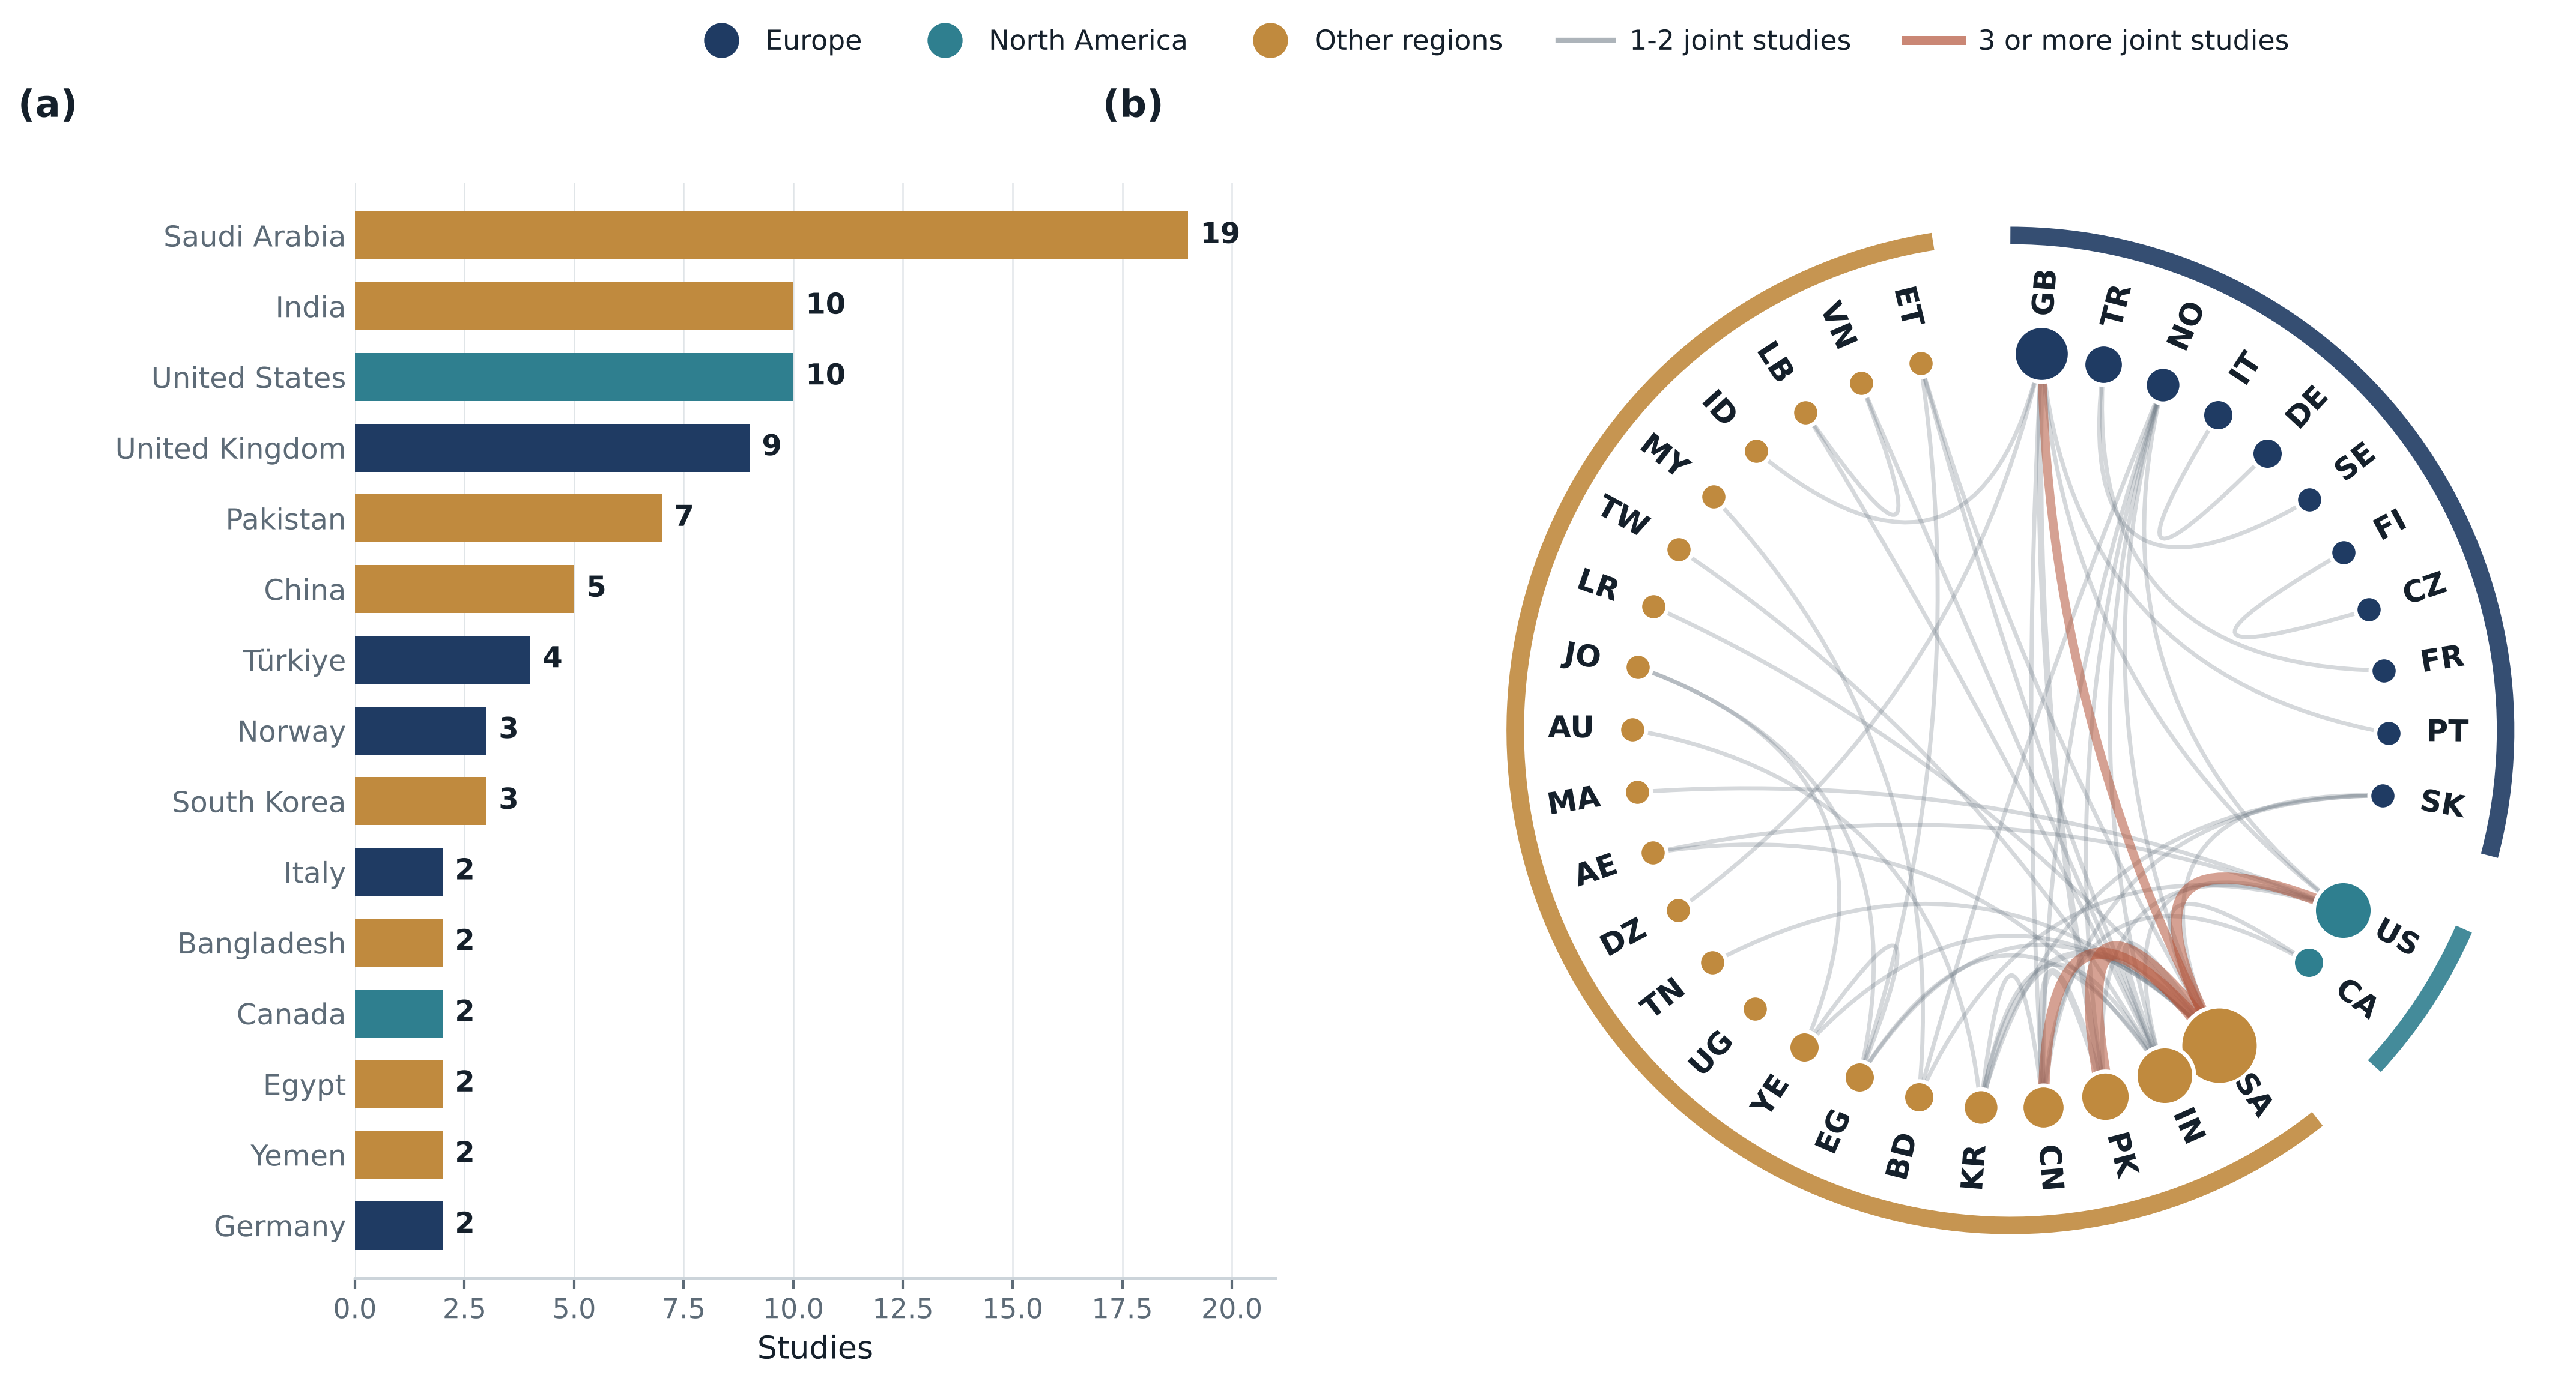 Europe
North America
Other regions
1-2 joint studies
3 or more joint studies
(a)
(b)
Saudi Arabia 19
India 10
United States 10
United Kingdom 9
Pakistan 7
China 5
Türkiye 4
Norway 3
South Korea 3
Italy 2
Bangladesh 2
Canada 2
Egypt 2
Yemen 2
Germany 2
0.0 2.5 5.0 7.5 10.0 12.5 15.0 17.5 20.0
Studies
GB
TR
NO
IT
DE
SE
FI
CZ
FR
PT
SK
US
CA
SA
IN
PK
CN
KR
BD
EG
YE
UG
TN
DZ
AE
MA
AU
JO
LR
TW
MY
ID
LB
VN
ET